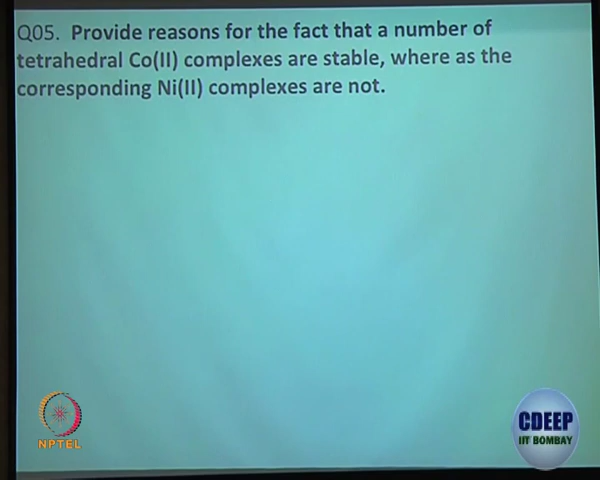 Q05. Provide reasons for the fact that a number of
tetrahedral Co(II) complexes are stable, where as the
corresponding Ni(II) complexes are not.
NPTEL
CDEEP
IIT BOMBAY